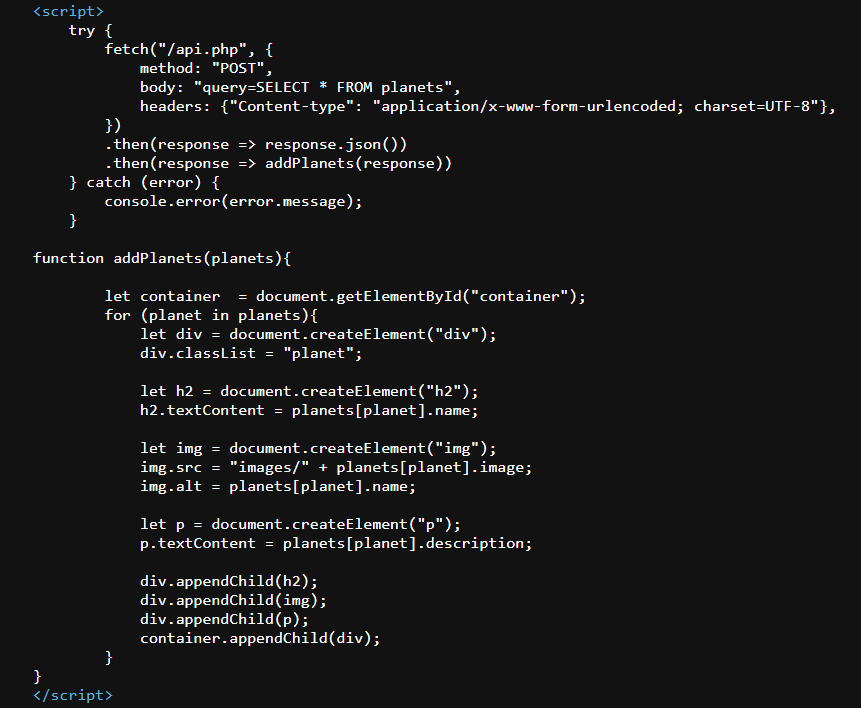 <script>
    try {
        fetch("/api.php", {
            method: "POST",
            body: "query=SELECT * FROM planets",
            headers: {"Content-type": "application/x-www-form-urlencoded; charset=UTF-8"},
        })
        .then(response => response.json())
        .then(response => addPlanets(response))
    } catch (error) {
        console.error(error.message);
    }

function addPlanets(planets){

        let container  = document.getElementById("container");
        for (planet in planets){
            let div = document.createElement("div");
            div.classList = "planet";

            let h2 = document.createElement("h2");
            h2.textContent = planets[planet].name;

            let img = document.createElement("img");
            img.src = "images/" + planets[planet].image;
            img.alt = planets[planet].name;

            let p = document.createElement("p");
            p.textContent = planets[planet].description;

            div.appendChild(h2);
            div.appendChild(img);
            div.appendChild(p);
            container.appendChild(div);
        }
}
</script>